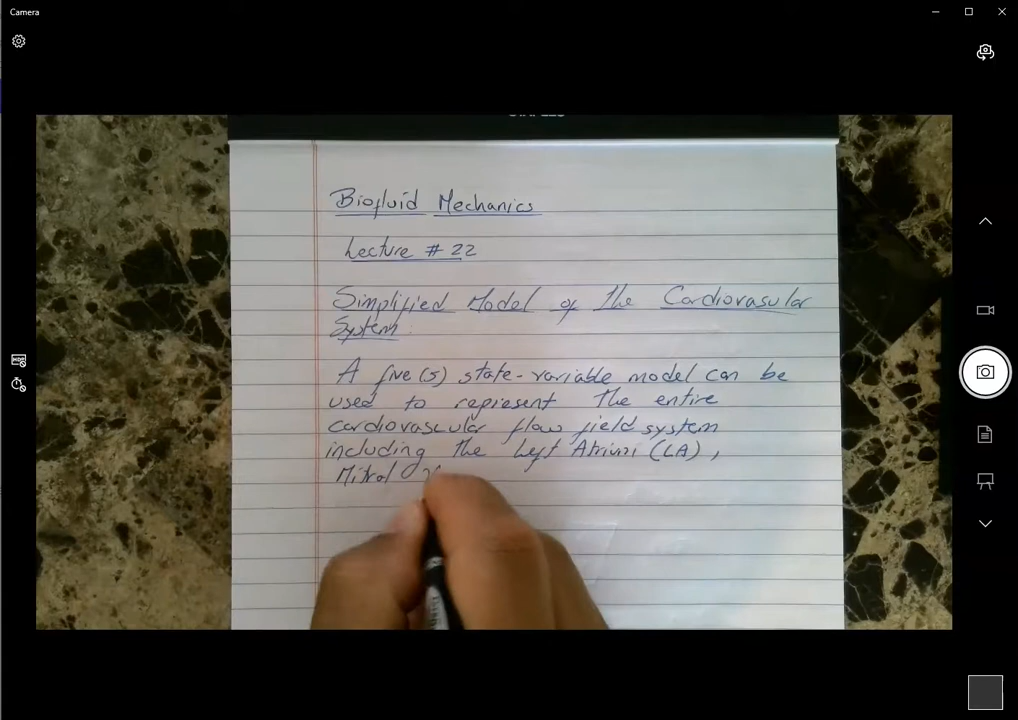 Camera
Biofluid Mechanics
Lecture # 22
Simplified Model of the Cardiovasular
System
A five (5) state-variable model can be
used to represent the entire
cardiovascular flow field system
including the Left Atrium (LA) ,
Mitral